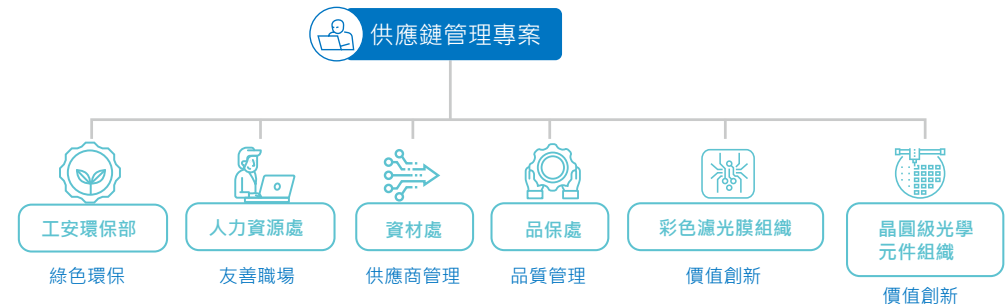 供應鏈管理專案
工安環保部
人力資源處
資材處
品保處
彩色濾光膜組織
晶圓級光學
元件組織
綠色環保
友善職場
供應商管理
品質管理
價值創新
價值創新